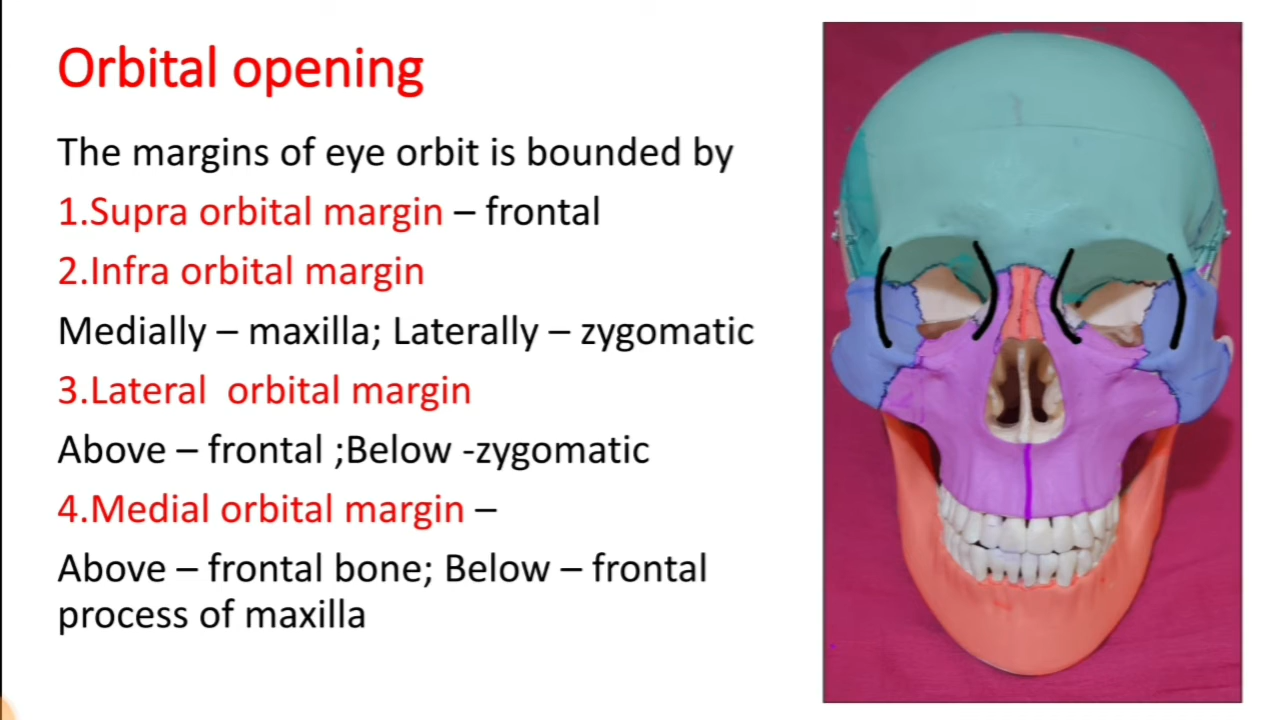 Orbital opening
The margins of eye orbit is bounded by
1.Supra orbital margin – frontal
2.Infra orbital margin
Medially – maxilla; Laterally – zygomatic
3.Lateral  orbital margin
Above – frontal ;Below -zygomatic
4.Medial orbital margin –
Above – frontal bone; Below – frontal
process of maxilla